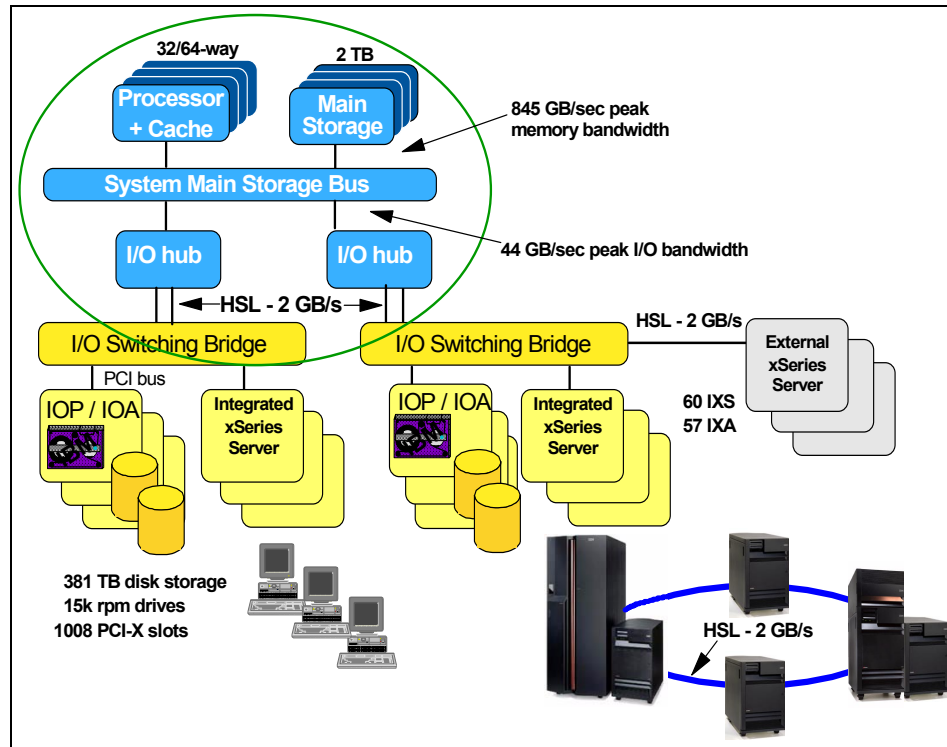 32/64-way
2 TB
Processor
+ Cache
Main
Storage
845 GB/sec peak
memory bandwidth
System Main Storage Bus
44 GB/sec peak I/O bandwidth
I/O hub
I/O hub
HSL - 2 GB/s
HSL - 2 GB/s
I/O Switching Bridge
I/O Switching Bridge
External
xSeries
Server
PCI bus
IOP / IOA
Integrated
xSeries
Server
IOP / IOA
Integrated
xSeries
Server
60 IXS
57 IXA
381 TB disk storage
15k rpm drives
1008 PCI-X slots
HSL - 2 GB/s